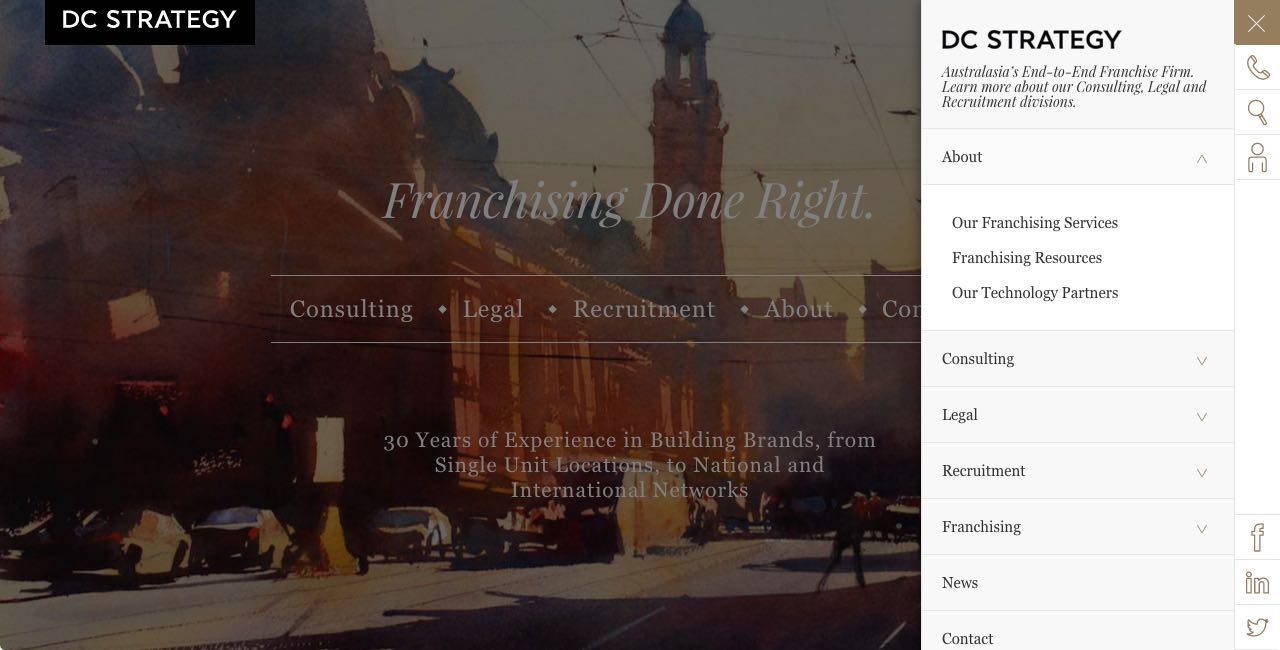 DC STRATEGY
Franchising Done Right.
Consulting
Legal
Recruitment
About
Con
30 Years of Experience in Building Brands, from
Single Unit Locations, to National and
International Networks
DC STRATEGY
Australasia's End-to-End Franchise Firm.
Learn more about our Consulting, Legal and
Recruitment divisions.
About
Our Franchising Services
Franchising Resources
Our Technology Partners
Consulting
Legal
Recruitment
Franchising
News
Contact